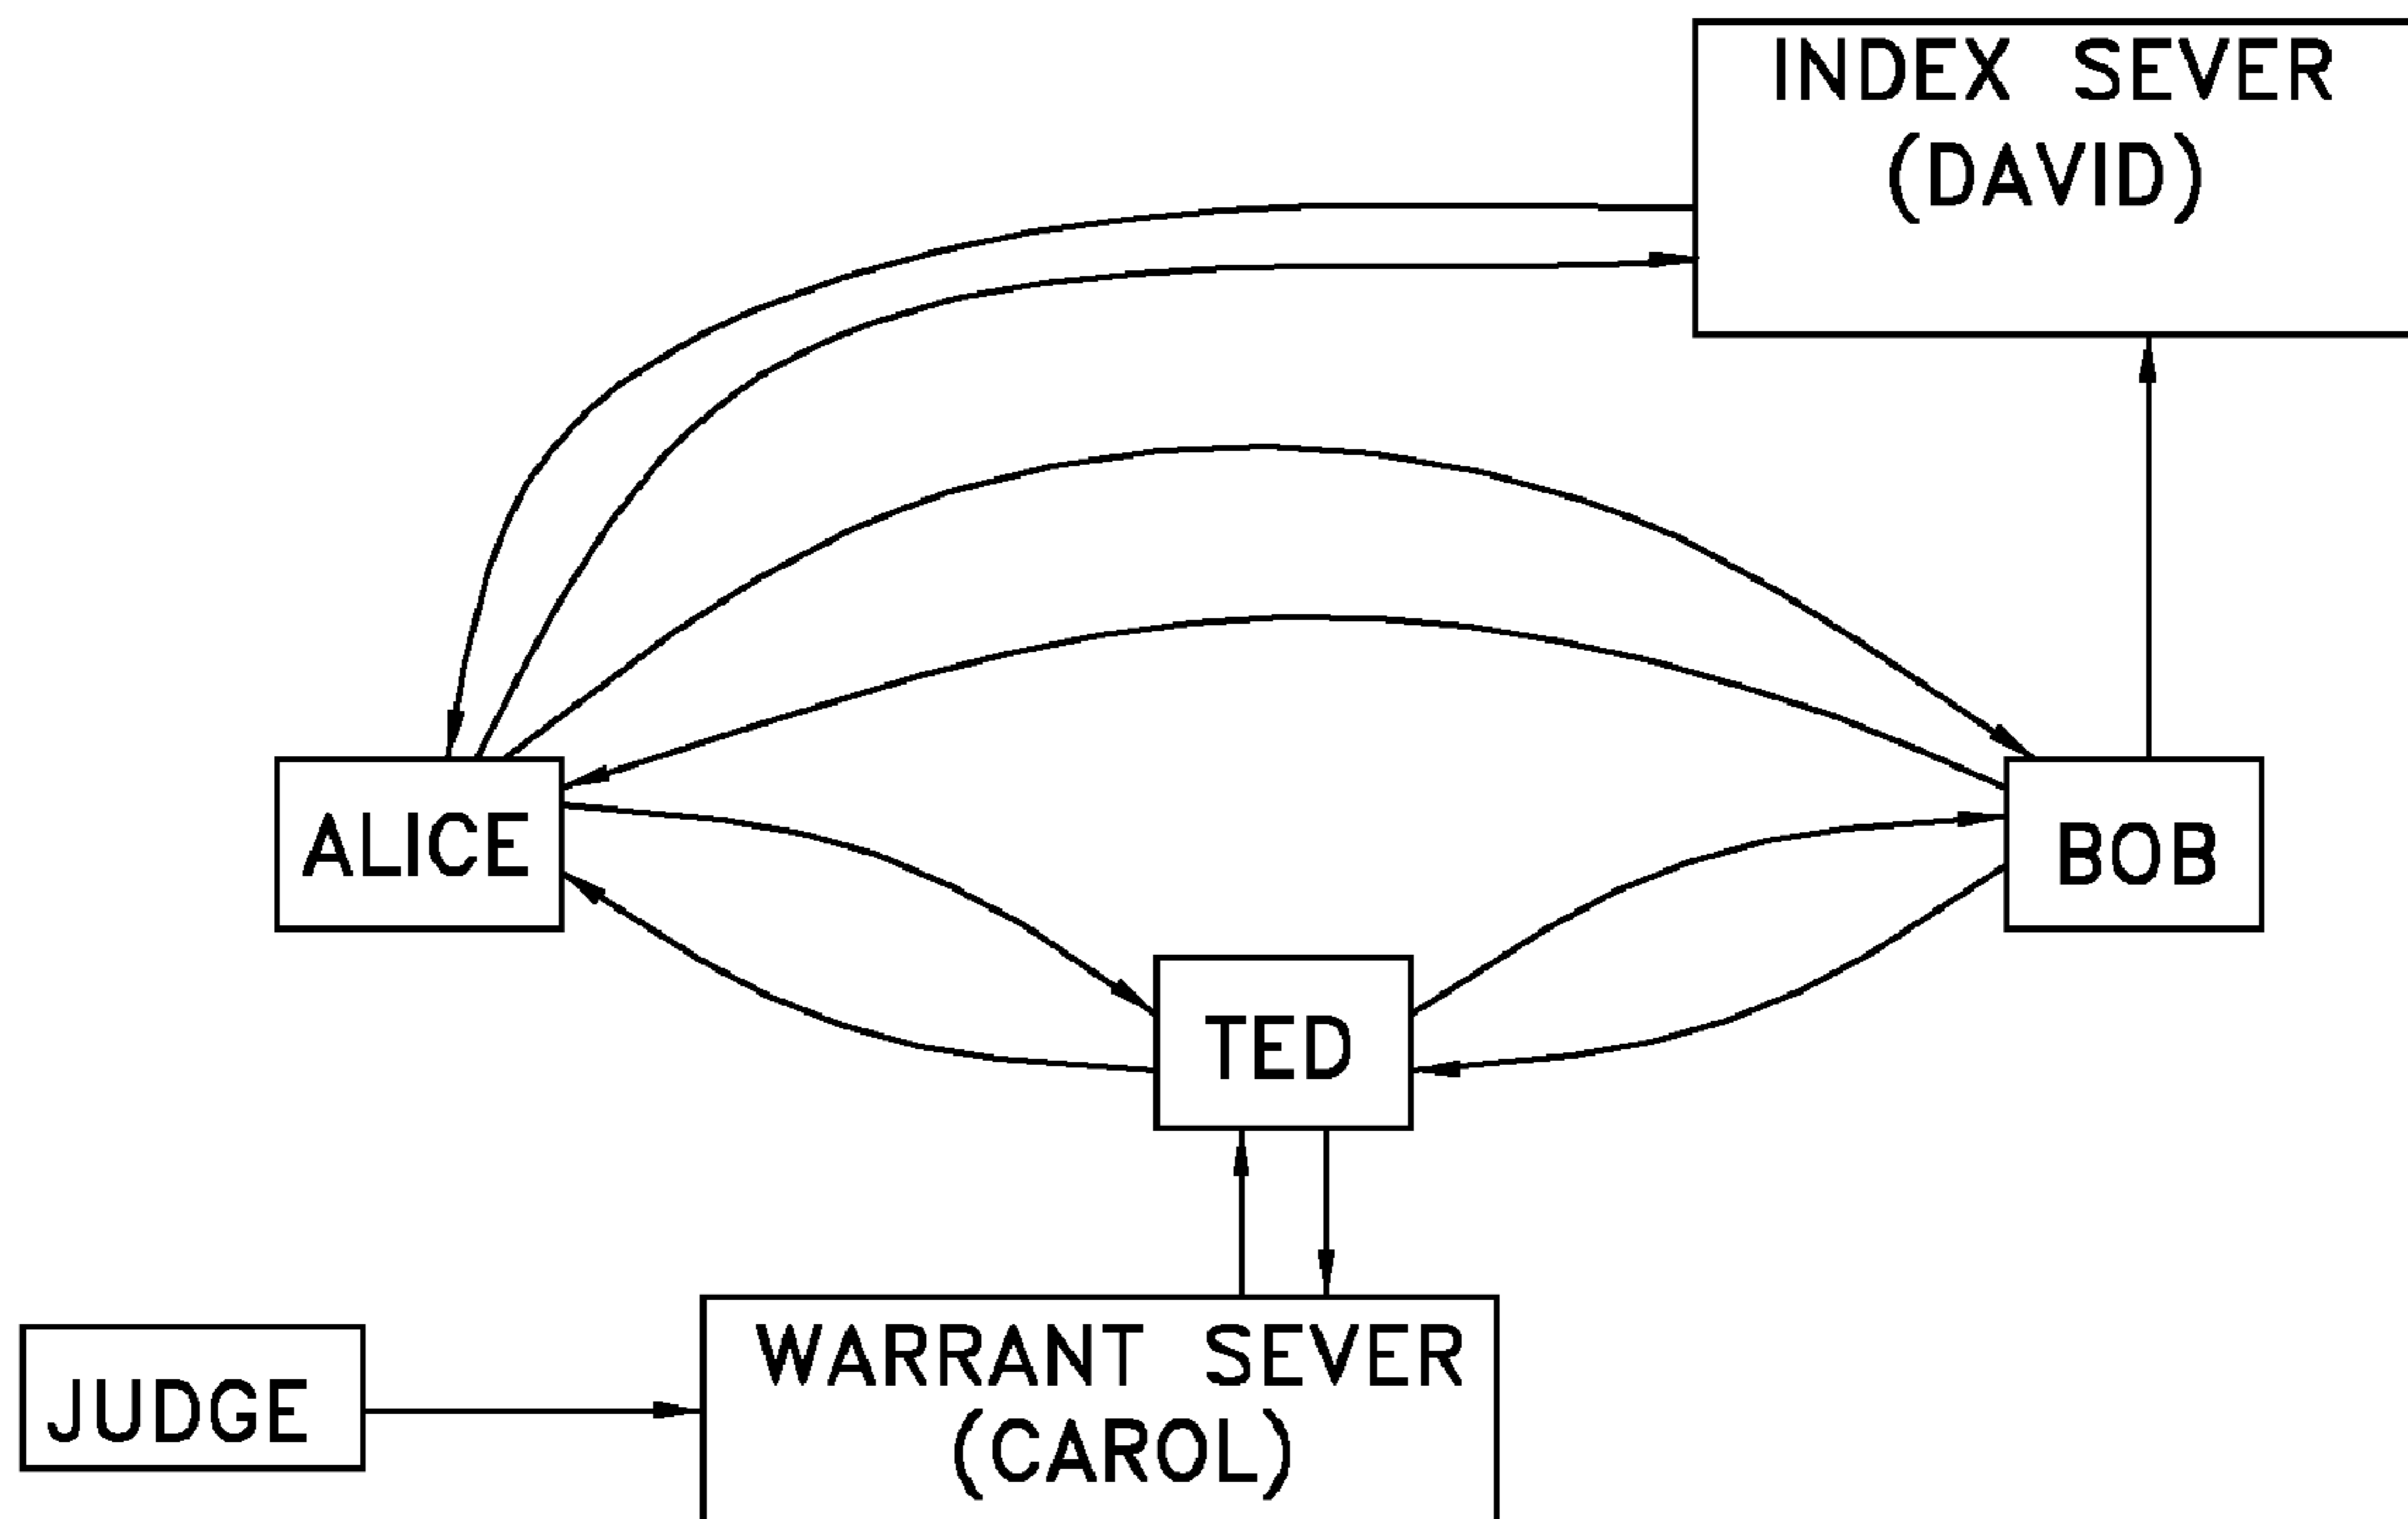 INDEX SEVER
(DAVID)
ALICE
BOB
TED
WARRANT SEVER
(CAROL)
JUDGE